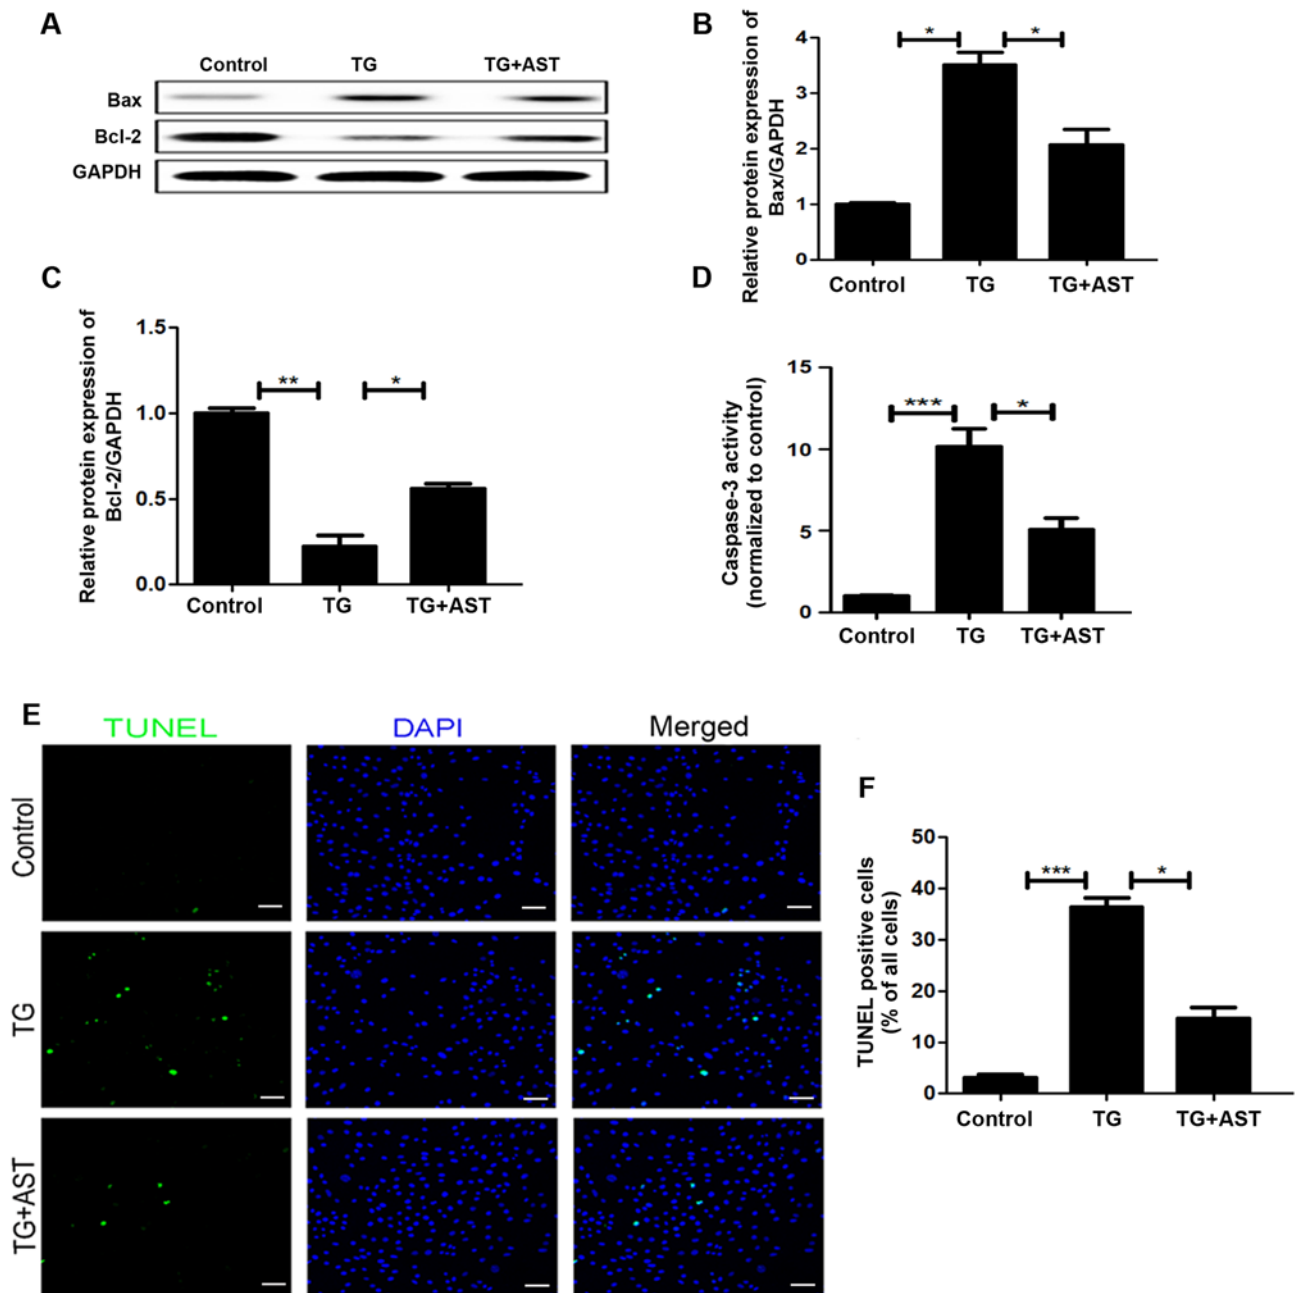 A
Control TG TG+AST
Bax
Bcl-2
GAPDH
B
Relative protein expression of
Bax/GAPDH
4
3
2
1
0
* *
Control TG TG+AST
C
Relative protein expression of
Bcl-2/GAPDH
1.5
1.0
0.5
0.0
** *
Control TG TG+AST
D
Caspase-3 activity
(normalized to control)
15
10
5
0
*** *
Control TG TG+AST
E
TUNEL DAPI Merged
Control
TG
TG+AST
F
TUNEL positive cells
(% of all cells)
50
40
30
20
10
0
*** *
Control TG TG+AST